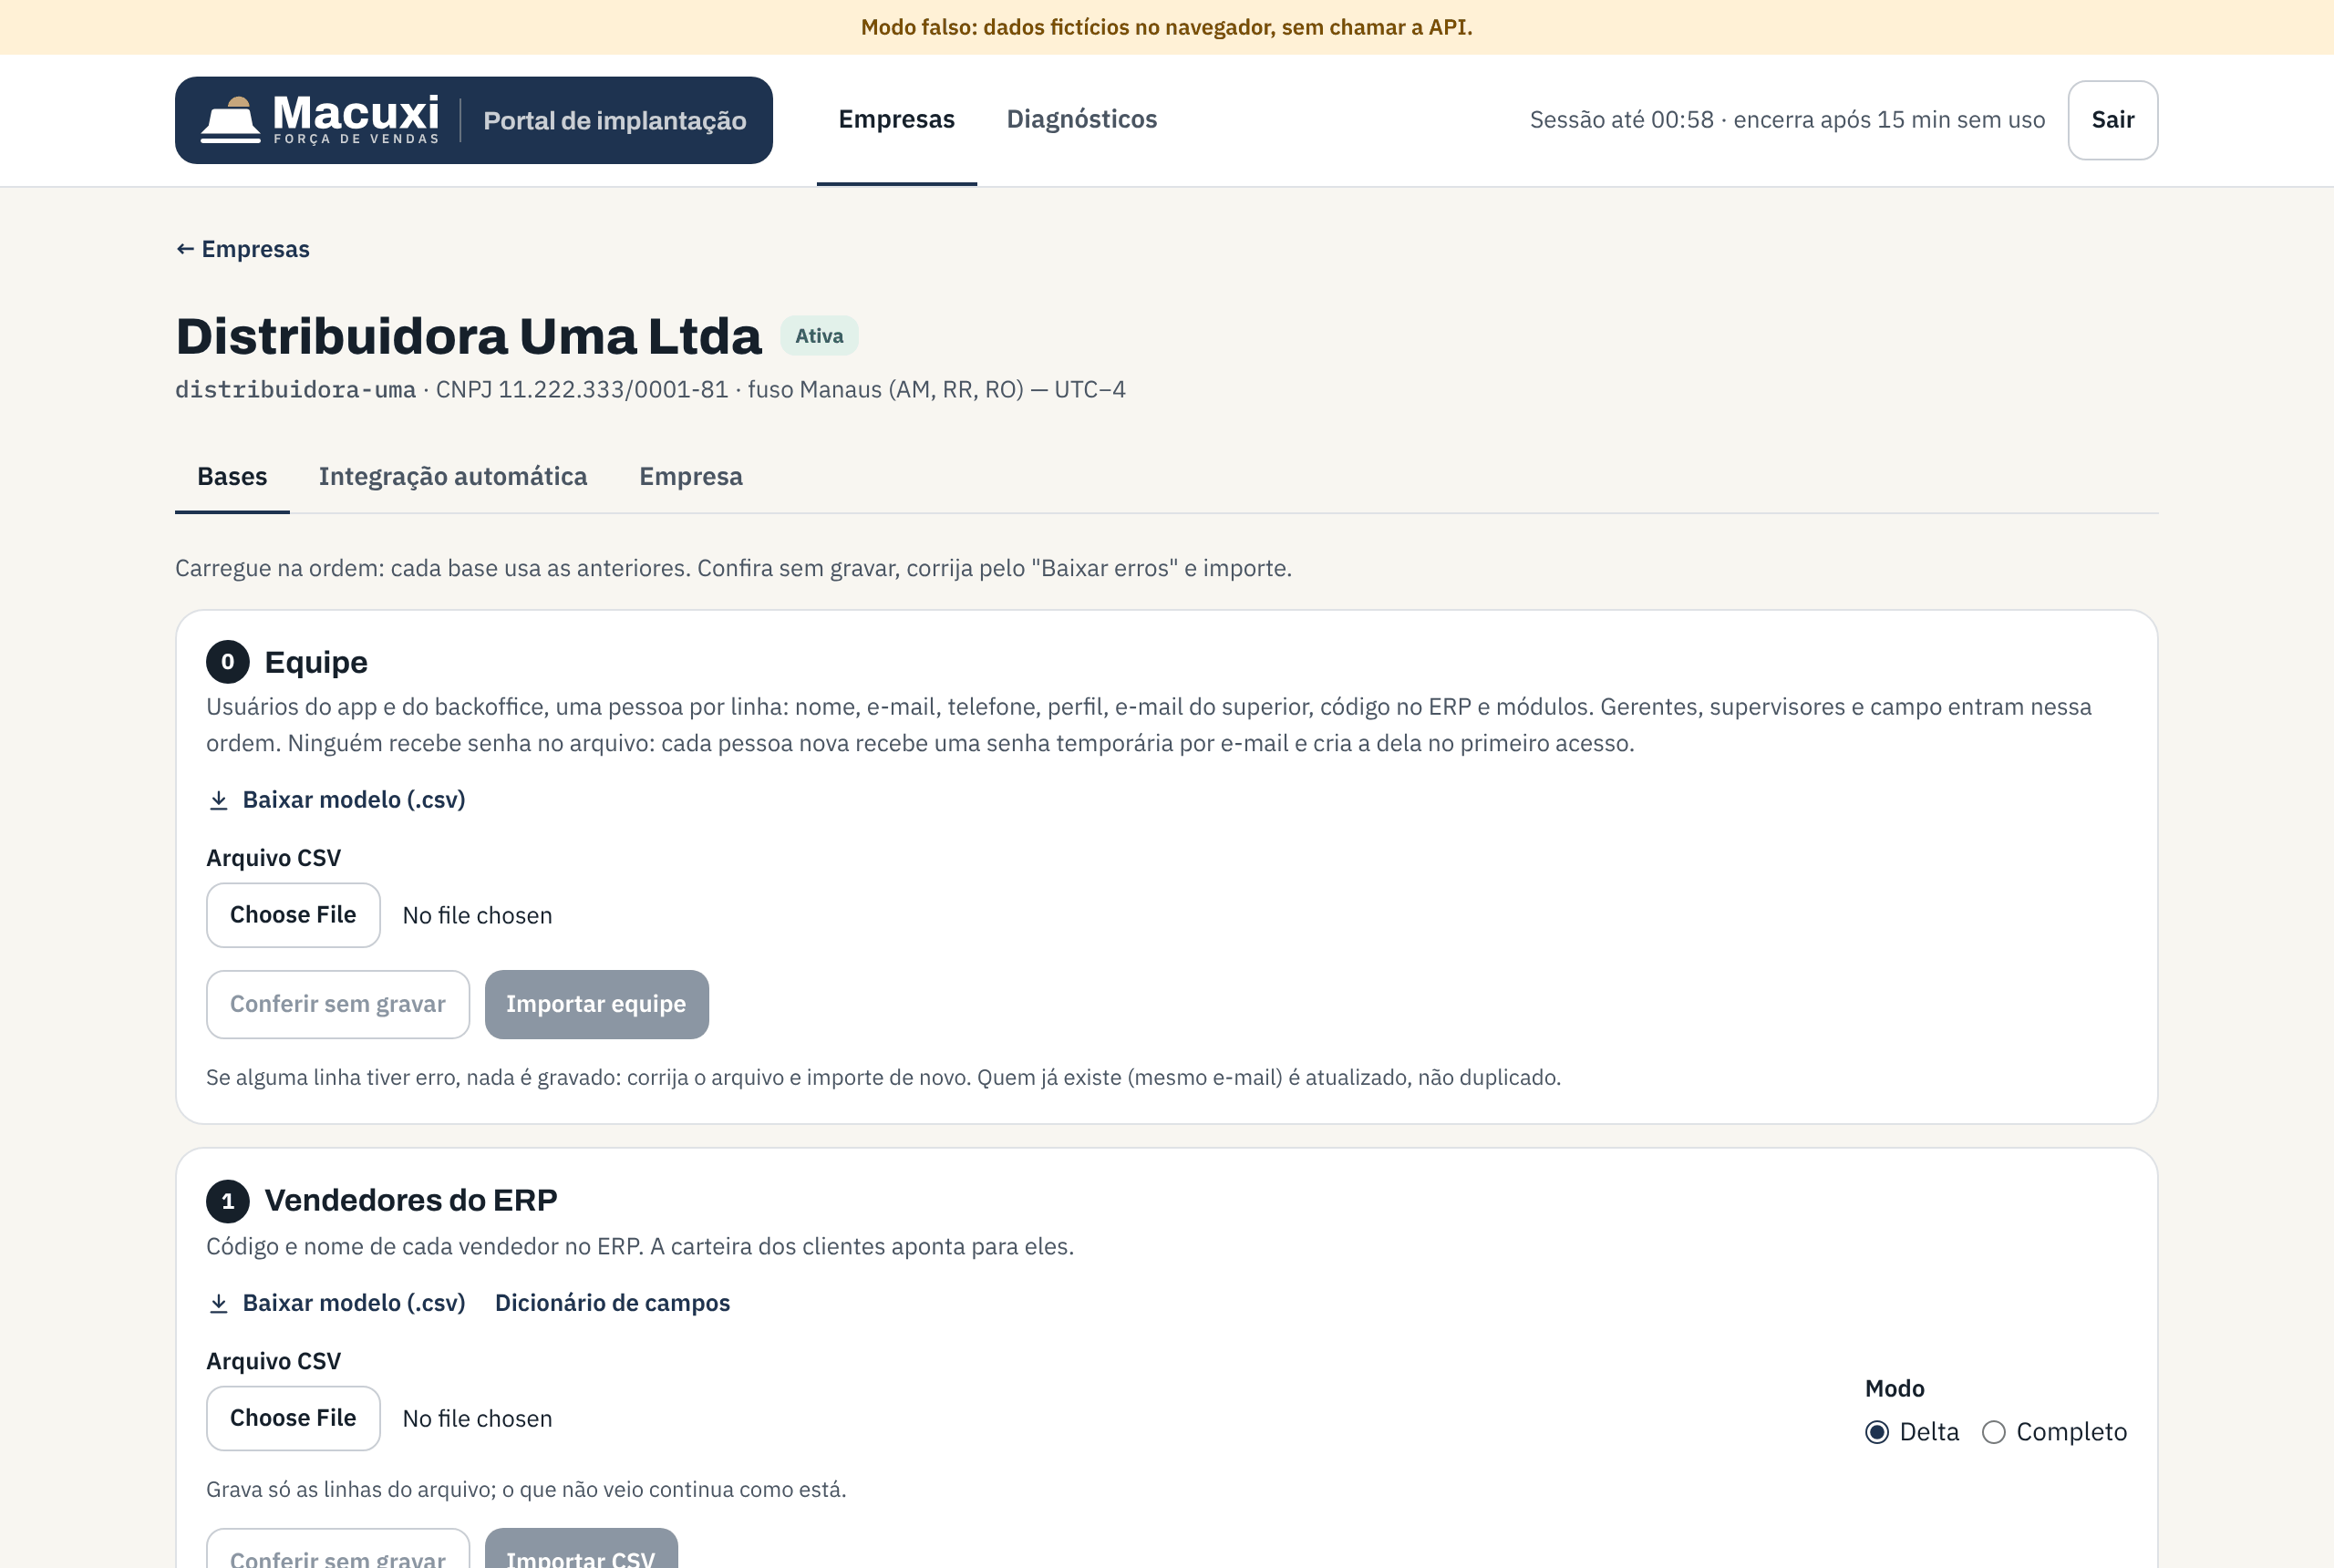 Modo falso: dados fictícios no navegador, sem chamar a API.
Macuxi
FORÇA DE VENDAS
Portal de implantação
Empresas
Diagnósticos
Sessão até 00:58 · encerra após 15 min sem uso
Sair
← Empresas
Distribuidora Uma Ltda
Ativa
distribuidora-uma · CNPJ 11.222.333/0001-81 · fuso Manaus (AM, RR, RO) — UTC−4
Bases
Integração automática
Empresa
Carregue na ordem: cada base usa as anteriores. Confira sem gravar, corrija pelo "Baixar erros" e importe.
0
Equipe
Usuários do app e do backoffice, uma pessoa por linha: nome, e-mail, telefone, perfil, e-mail do superior, código no ERP e módulos. Gerentes, supervisores e campo entram nessa
ordem. Ninguém recebe senha no arquivo: cada pessoa nova recebe uma senha temporária por e-mail e cria a dela no primeiro acesso.
Baixar modelo (.csv)
Arquivo CSV
Choose File
No file chosen
Conferir sem gravar
Importar equipe
Se alguma linha tiver erro, nada é gravado: corrija o arquivo e importe de novo. Quem já existe (mesmo e-mail) é atualizado, não duplicado.
1
Vendedores do ERP
Código e nome de cada vendedor no ERP. A carteira dos clientes aponta para eles.
Baixar modelo (.csv)
Dicionário de campos
Arquivo CSV
Choose File
No file chosen
Modo
Delta
Completo
Grava só as linhas do arquivo; o que não veio continua como está.
Conferir sem gravar
Importar CSV